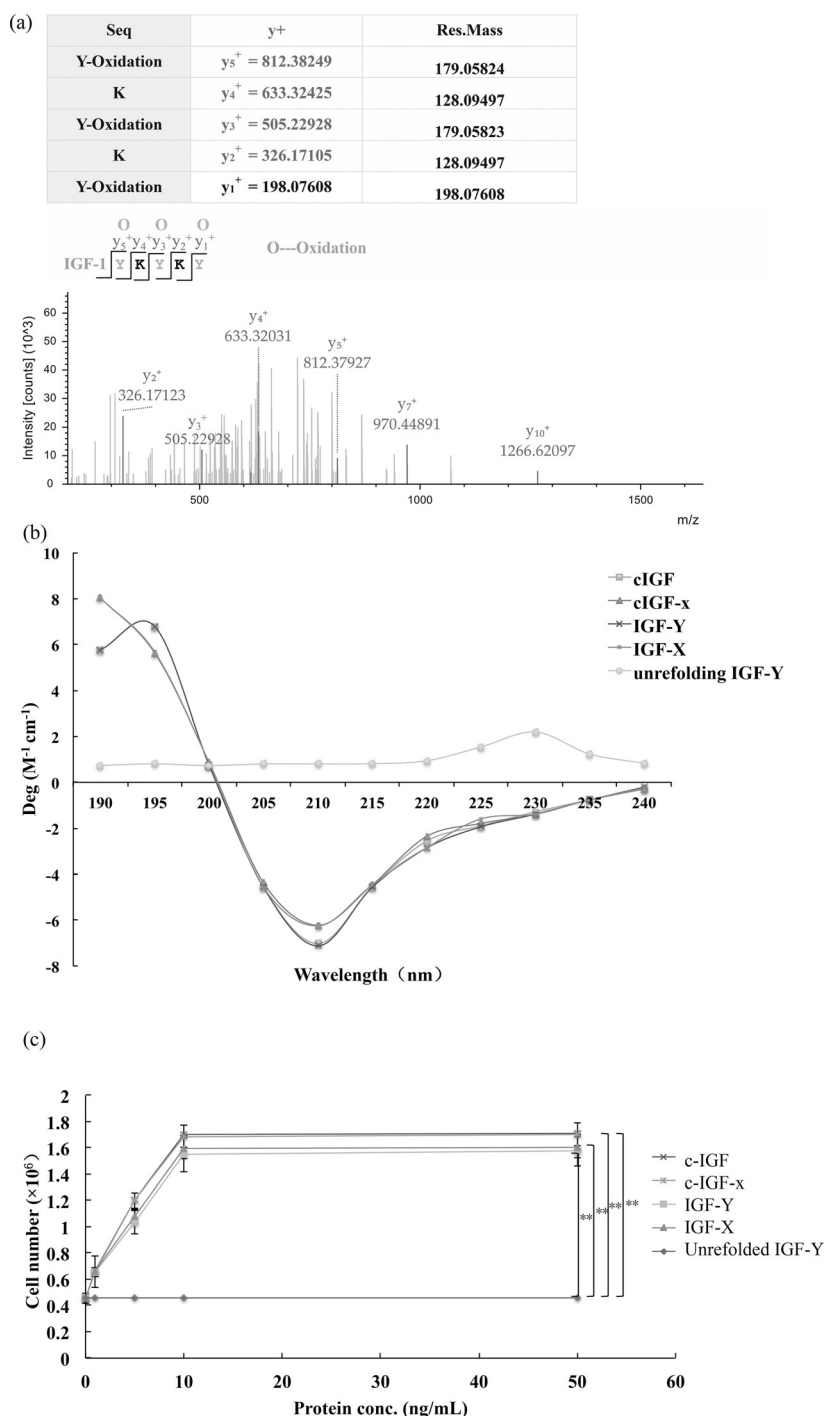 (a)
Seq y+ Res.Mass
Y-Oxidation y5+ = 812.38249 179.05824
K y4+ = 633.32425 128.09497
Y-Oxidation y3+ = 505.22928 179.05823
K y2+ = 326.17105 128.09497
Y-Oxidation y1+ = 198.07608 198.07608
O O O
y5+ y4+ y3+ y2+ y1+ O---Oxidation
IGF-1 Y K Y K Y
Intensity [counts] (10^3)
60
50
40
30
20
10
0
y2+
326.17123
y3+
505.22928
y4+
633.32031
y5+
812.37927
y7+
970.44891
y10+
1266.62097
500 1000 1500
m/z
(b)
Deg (M-1 cm-1)
10
8
6
4
2
0
-2
-4
-6
-8
190 195 200 205 210 215 220 225 230 235 240
Wavelength（nm）
cIGF
cIGF-x
IGF-Y
IGF-X
unrefolding IGF-Y
(c)
Cell number (×10⁶)
2
1.8
1.6
1.4
1.2
1
0.8
0.6
0.4
0.2
0
0 10 20 30 40 50 60
Protein conc. (ng/mL)
** ** ** **
c-IGF
c-IGF-x
IGF-Y
IGF-X
Unrefolded IGF-Y